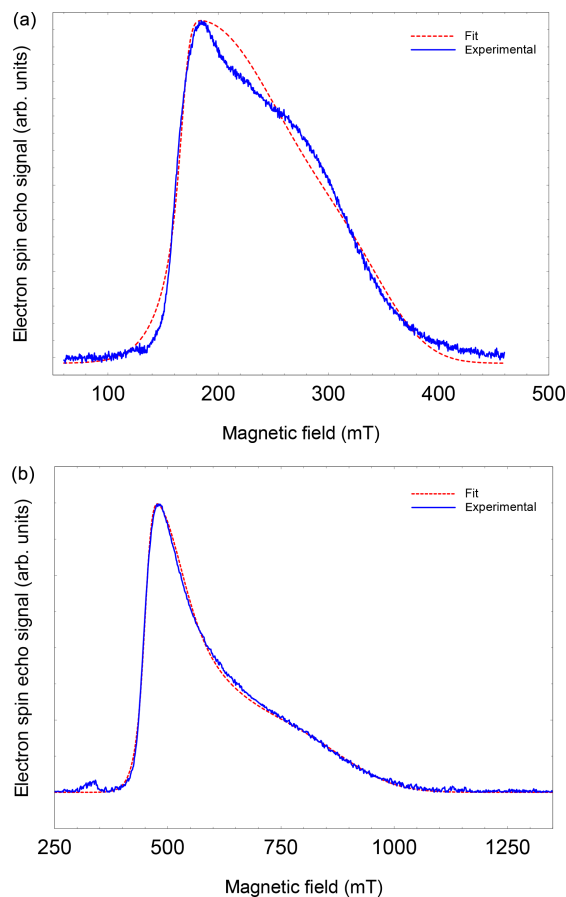 (a)
Fit
Experimental
Electron spin echo signal (arb. units)
100 200 300 400 500
Magnetic field (mT)
(b)
Fit
Experimental
Electron spin echo signal (arb. units)
250 500 750 1000 1250
Magnetic field (mT)